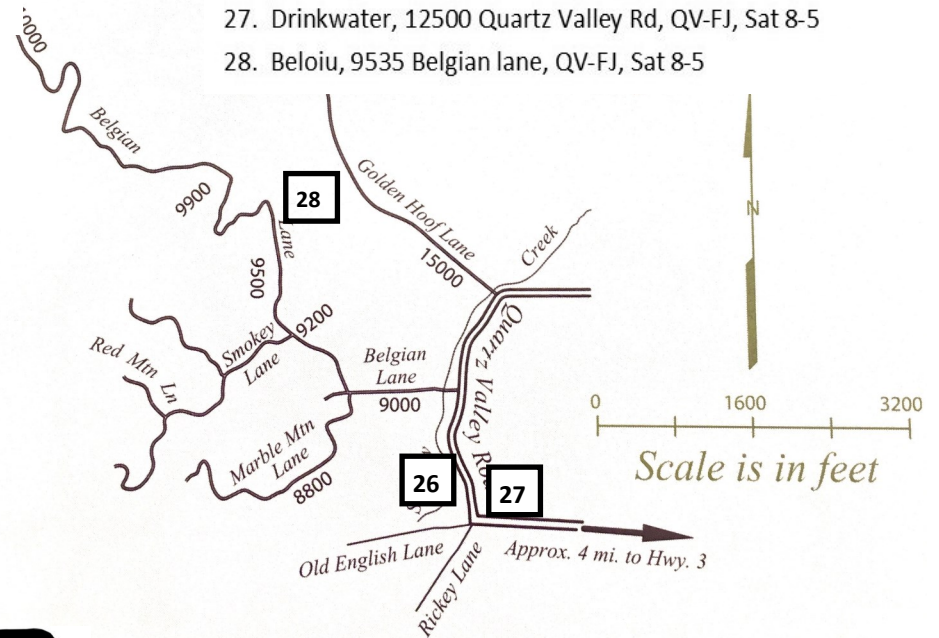 27. Drinkwater, 12500 Quartz Valley Rd, QV-FJ, Sat 8-5
28. Beloiu, 9535 Belgian lane, QV-FJ, Sat 8-5
Belgian
9900
28
Lane
9500
Golden Hoof Lane
15000
Creek
N
Red Mtn Ln
Smokey
Lane
9200
Belgian
Lane
9000
Quartz Valley
0 1600 3200
Scale is in feet
Marble Mtn
Lane
8800
26
27
Old English Lane
Rickey Lane
Approx. 4 mi. to Hwy. 3